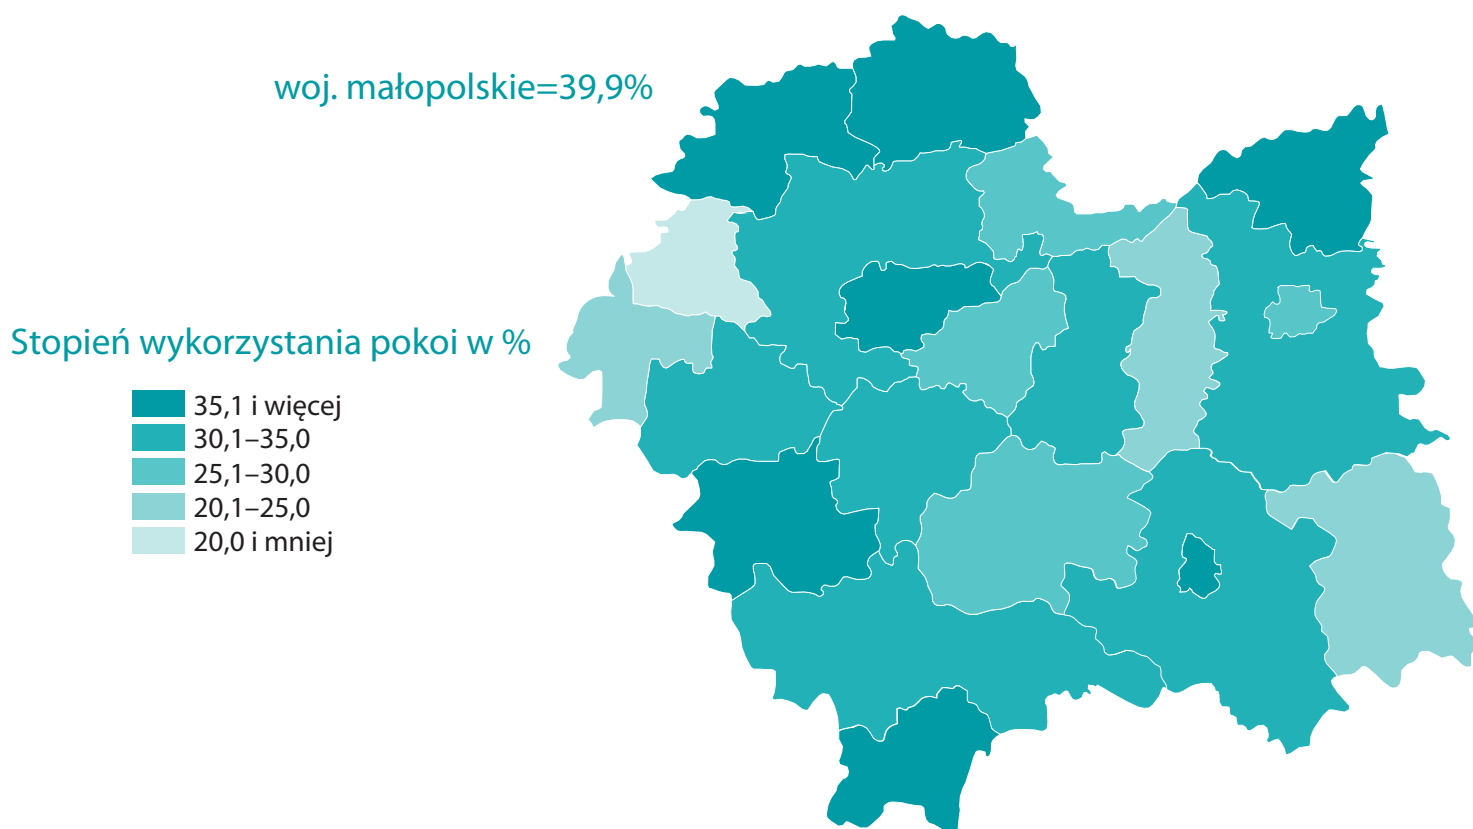 woj. małopolskie=39,9%
Stopień wykorzystania pokoi w %
35,1 i więcej
30,1–35,0
25,1–30,0
20,1–25,0
20,0 i mniej